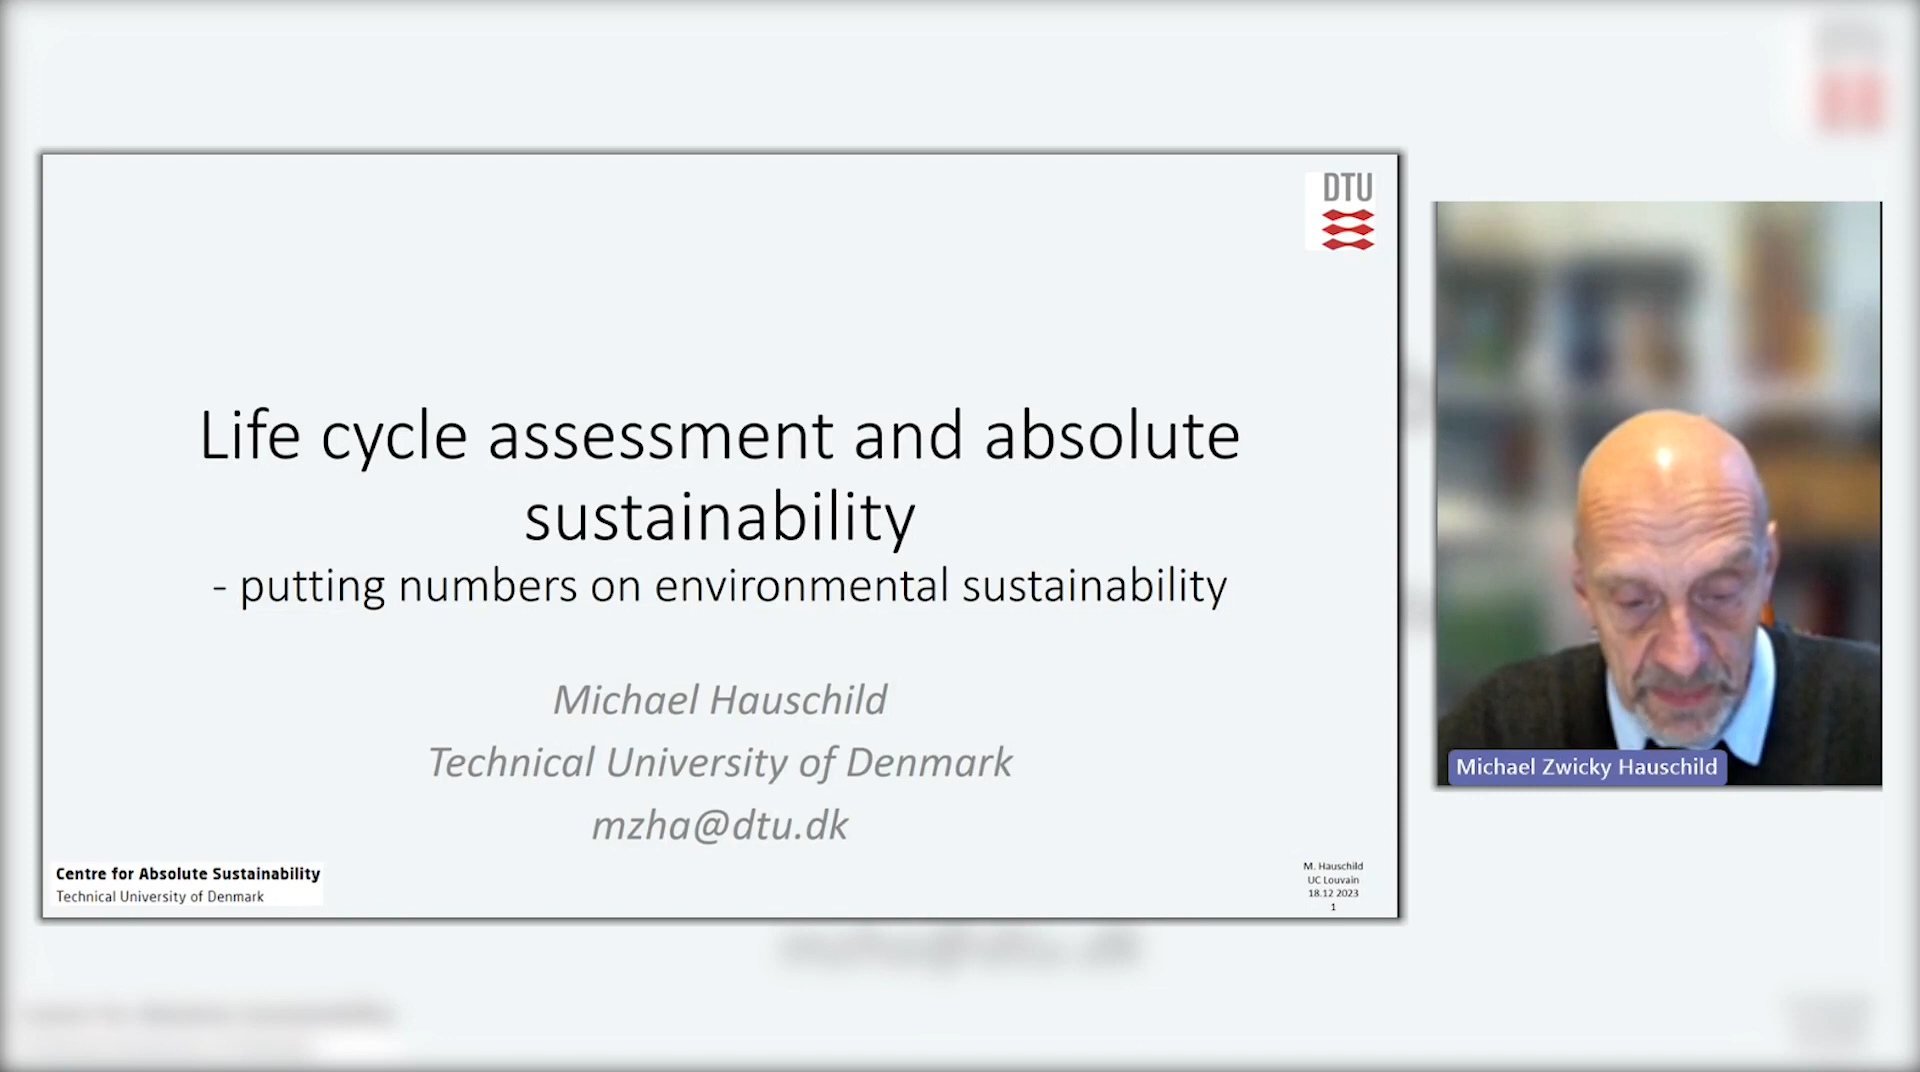 DTU
Life cycle assessment and absolute
sustainability
- putting numbers on environmental sustainability
Michael Hauschild
Technical University of Denmark
mzha@dtu.dk
Centre for Absolute Sustainability
Technical University of Denmark
M. Hauschild
UC Louvain
18.12 2023
1
Michael Zwicky Hauschild